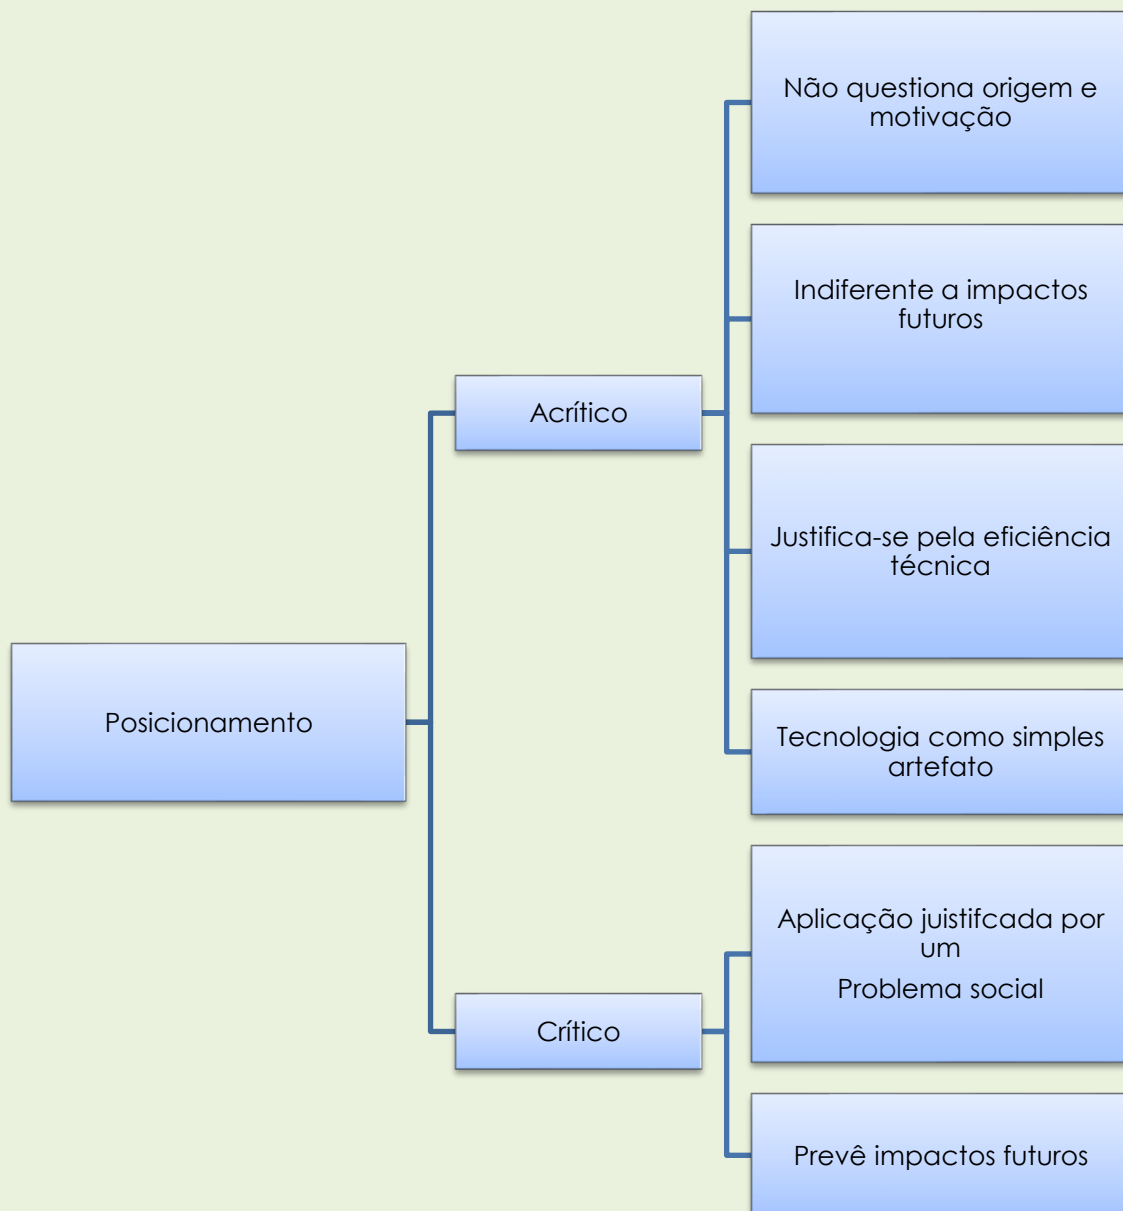 Posicionamento
Acrítico
Não questiona origem e
motivação
Indiferente a impactos
futuros
Justifica-se pela eficiência
técnica
Tecnologia como simples
artefato
Crítico
Aplicação juistifcada por
um
Problema social
Prevê impactos futuros